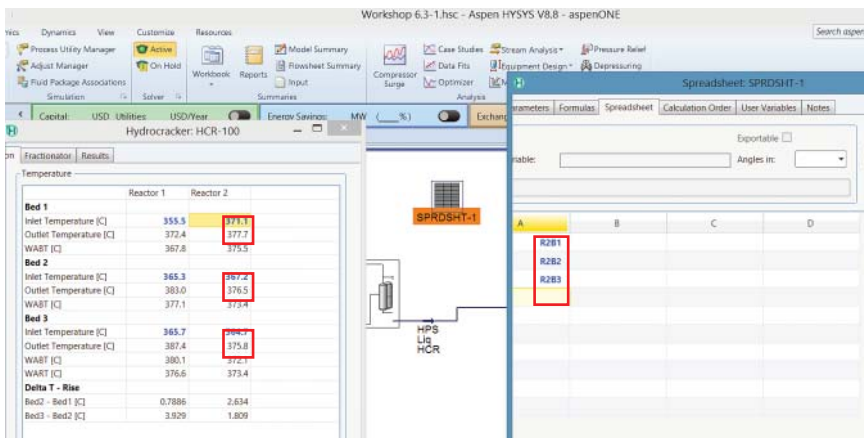 Workshop 6.3-1.hsc - Aspen HYSYS V8.8 - aspenONE
Dynamics View Customize Resources
Search aspen
Process Utility Manager
Adjust Manager
Fluid Package Associations
Simulation
Active
On Hold
Solver
Workbook
Reports
Model Summary
Flowsheet Summary
Input
Summaries
Compressor Surge
Case Studies
Data Fits
Optimizer
Stream Analysis
Equipment Design
Pressure Relief
Depressuring
Analysis
Capital: USD Utilities: USD/Year
Energy Savings: MW (__%)
Exchang
Hydrocracker: HCR-100
Fractionator Results
Temperature
Reactor 1 Reactor 2
Bed 1
Inlet Temperature [C] 355.5 371.1
Outlet Temperature [C] 372.4 377.7
WABT [C] 367.8 375.5
Bed 2
Inlet Temperature [C] 365.3 367.2
Outlet Temperature [C] 383.0 376.5
WABT [C] 377.1 373.4
Bed 3
Inlet Temperature [C] 365.7
Outlet Temperature [C] 387.4 375.8
WABT [C] 380.1 372.1
WART [C] 376.6 373.4
Delta T - Rise
Bed2 - Bed1 [C] 0.7886 2.634
Bed3 - Bed2 [C] 3.929 1.809
SPRDSHT-1
HPS
Liq
HCR
Spreadsheet: SPRDSHT-1
arameters Formulas Spreadsheet Calculation Order User Variables Notes
Exportable
riable:
Angles in:
A B C D
R2B1
R2B2
R2B3